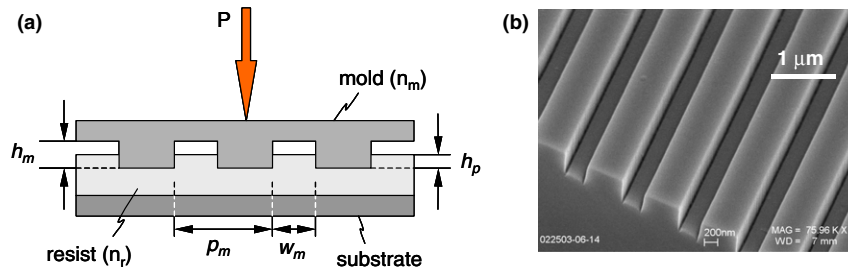 (a)
P
mold (nm)
hm
hp
pm
wm
resist (nr)
substrate
(b)
1 μm
022503-06-14
200nm
MAG = 75.96 K X
WD = 7 mm